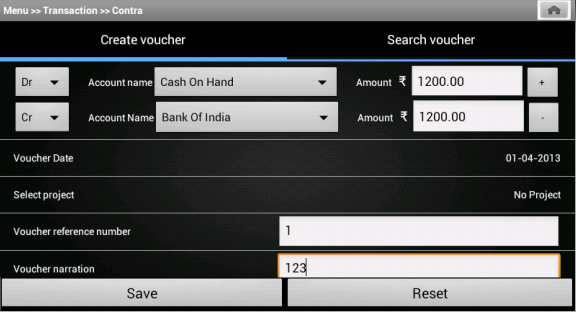 Menu >> Transaction >> Contra
Create voucher Search voucher
Dr Account name Cash On Hand Amount ₹ 1200.00 +
Cr Account Name Bank Of India Amount ₹ 1200.00 -
Voucher Date 01-04-2013
Select project No Project
Voucher reference number 1
Voucher narration 123
Save Reset